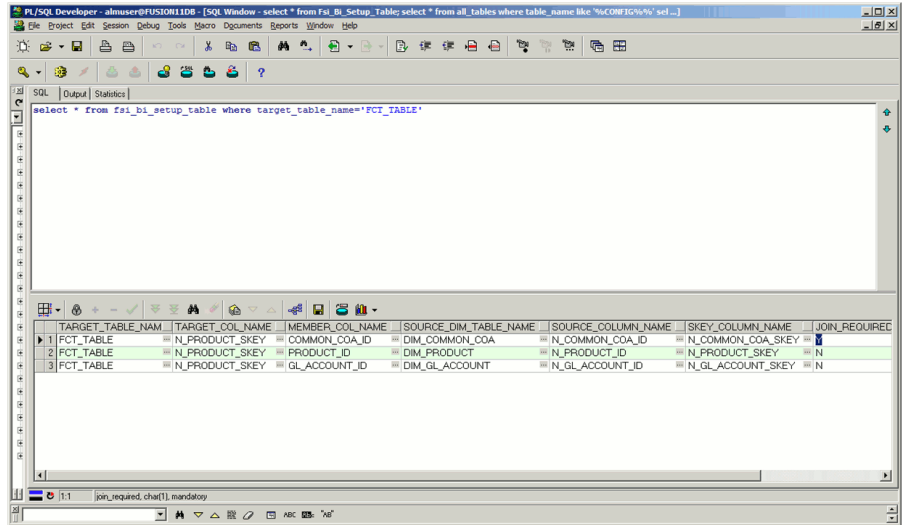 PL/SQL Developer - almuser@FUSION11DB - [SQL Window - select * from Fsi_Bi_Setup_Table; select * from all_tables where table_name like '%CONFIG%%' sel ...]
File Project Edit Session Debug Tools Macro Documents Reports Window Help
SQL Output Statistics
select * from fsi_bi_setup_table where target_table_name='FCT_TABLE'
TARGET_TABLE_NAM TARGET_COL_NAME MEMBER_COL_NAME SOURCE_DIM_TABLE_NAME SOURCE_COLUMN_NAME SKEY_COLUMN_NAME JOIN_REQUIRED
1 FCT_TABLE N_PRODUCT_SKEY COMMON_COA_ID DIM_COMMON_COA N_COMMON_COA_ID N_COMMON_COA_SKEY Y
2 FCT_TABLE N_PRODUCT_SKEY PRODUCT_ID DIM_PRODUCT N_PRODUCT_ID N_PRODUCT_SKEY N
3 FCT_TABLE N_PRODUCT_SKEY GL_ACCOUNT_ID DIM_GL_ACCOUNT N_GL_ACCOUNT_ID N_GL_ACCOUNT_SKEY N
1:1 join_required, char(1), mandatory
ABC "AB"